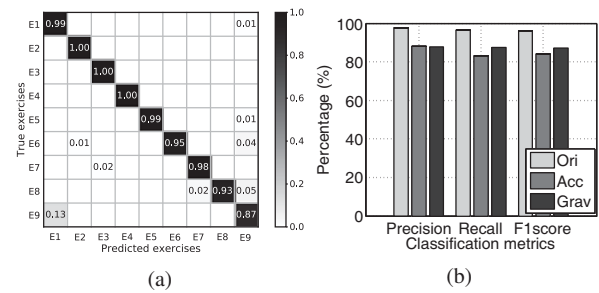 True exercises
E1
E2
E3
E4
E5
E6
E7
E8
E9
0.99 0.01
1.00
1.00
1.00
0.99 0.01
0.01 0.95 0.04
0.02 0.98
0.02 0.93 0.05
0.13 0.87
E1 E2 E3 E4 E5 E6 E7 E8 E9
Predicted exercises
1.0
0.8
0.6
0.4
0.2
0.0
(a)
Percentage (%)
100
80
60
40
20
0
Ori
Acc
Grav
Precision Recall F1score
Classification metrics
(b)